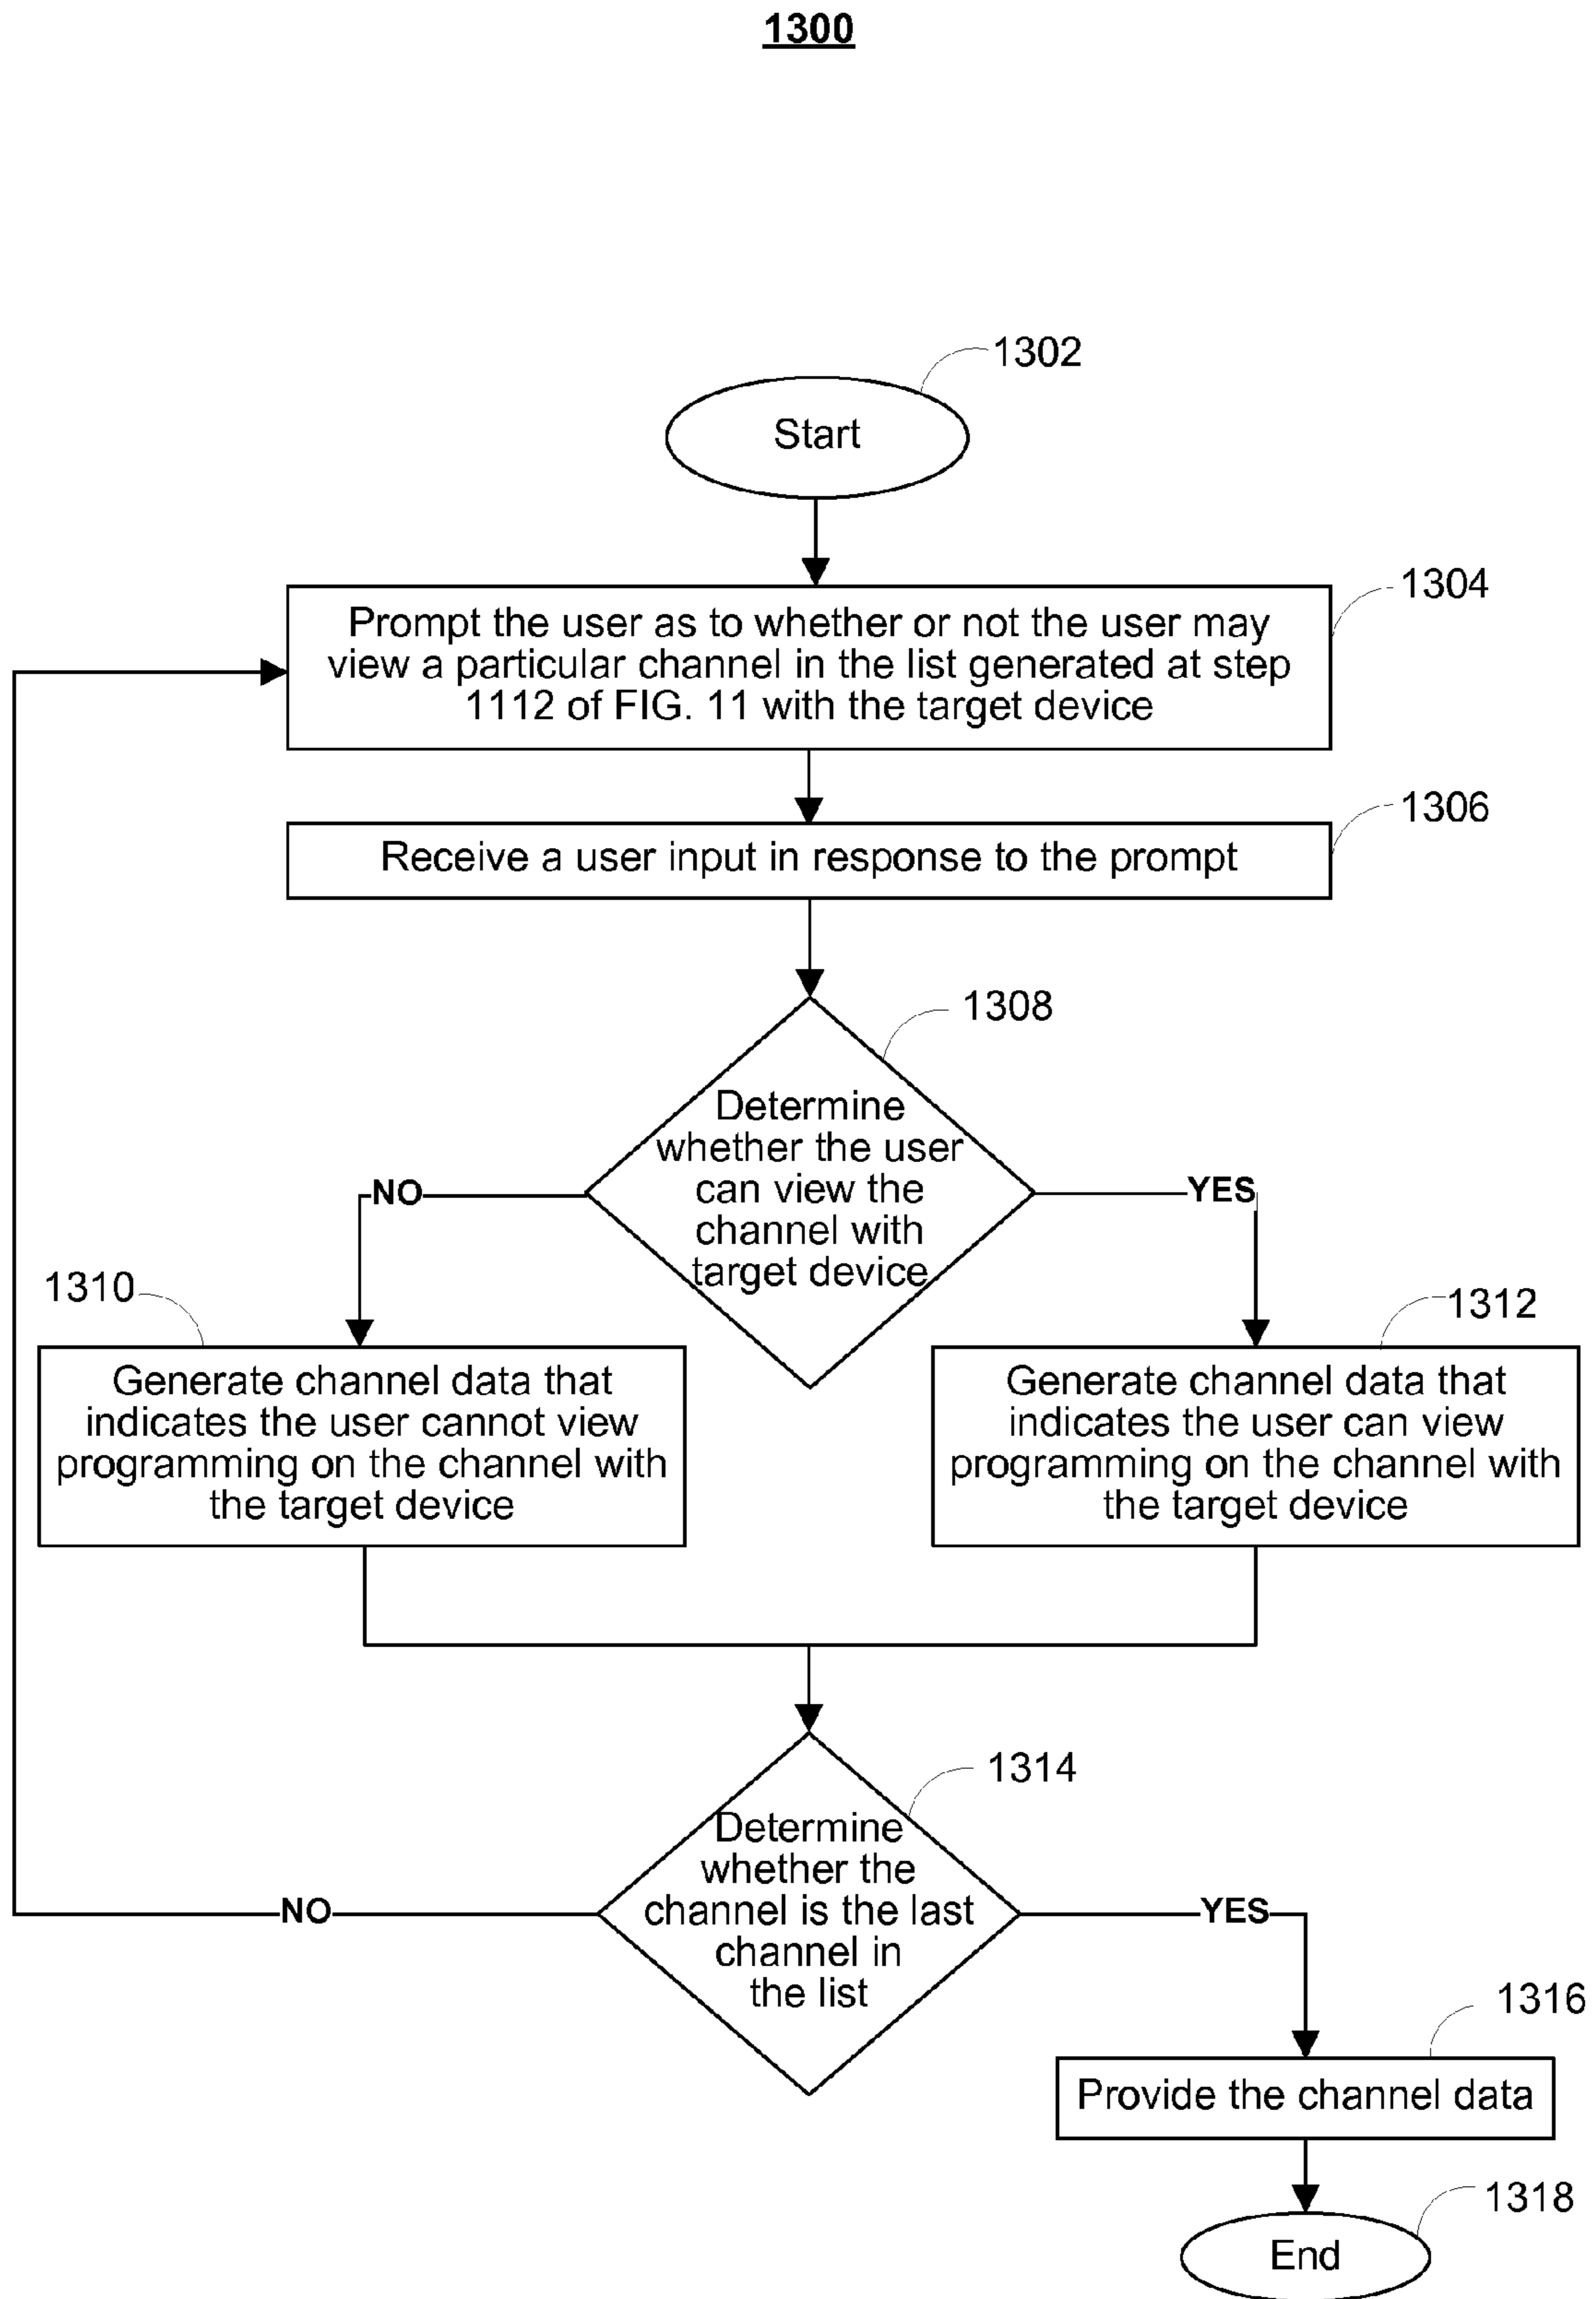 1300
1302
Start
1304
Prompt the user as to whether or not the user may
view a particular channel in the list generated at step
1112 of FIG. 11 with the target device
1306
Receive a user input in response to the prompt
1308
Determine
whether the user
can view the
channel with
target device
NO
YES
1310
Generate channel data that
indicates the user cannot view
programming on the channel with
the target device
1312
Generate channel data that
indicates the user can view
programming on the channel with
the target device
1314
Determine
whether the
channel is the last
channel in
the list
NO
YES
1316
Provide the channel data
1318
End